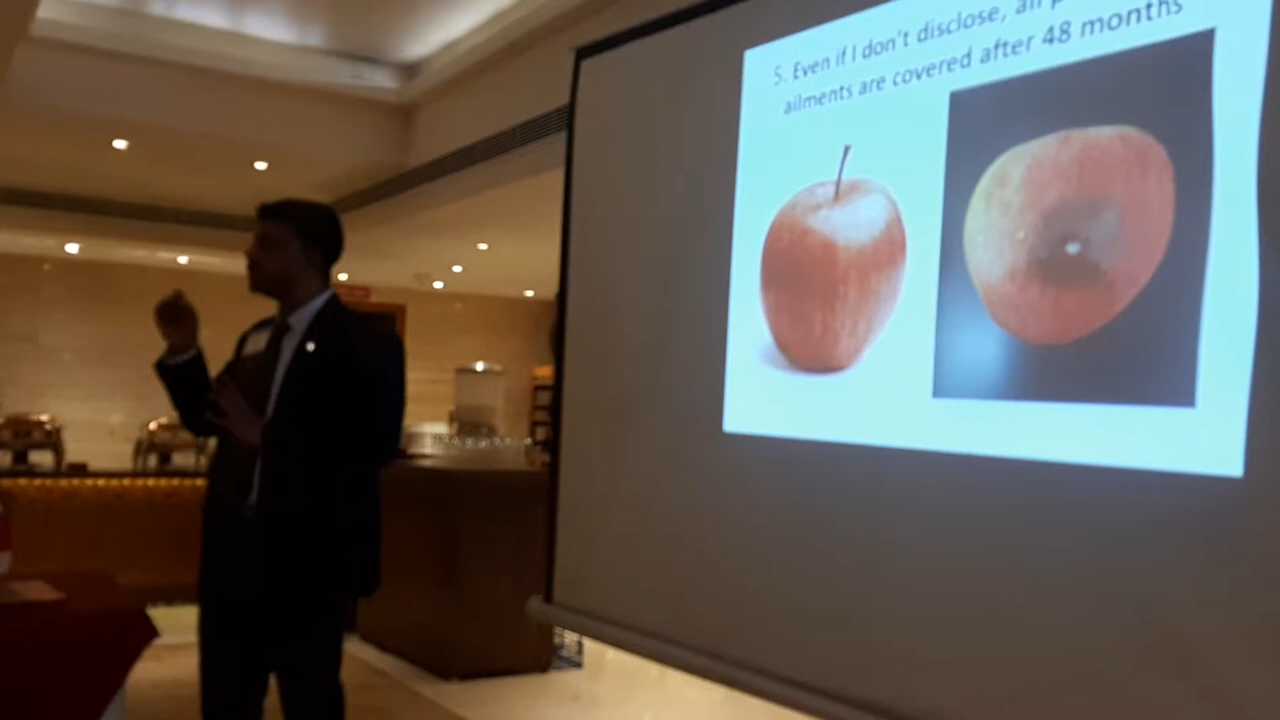 5. Even if I don't disclose, all
ailments are covered after 48 months